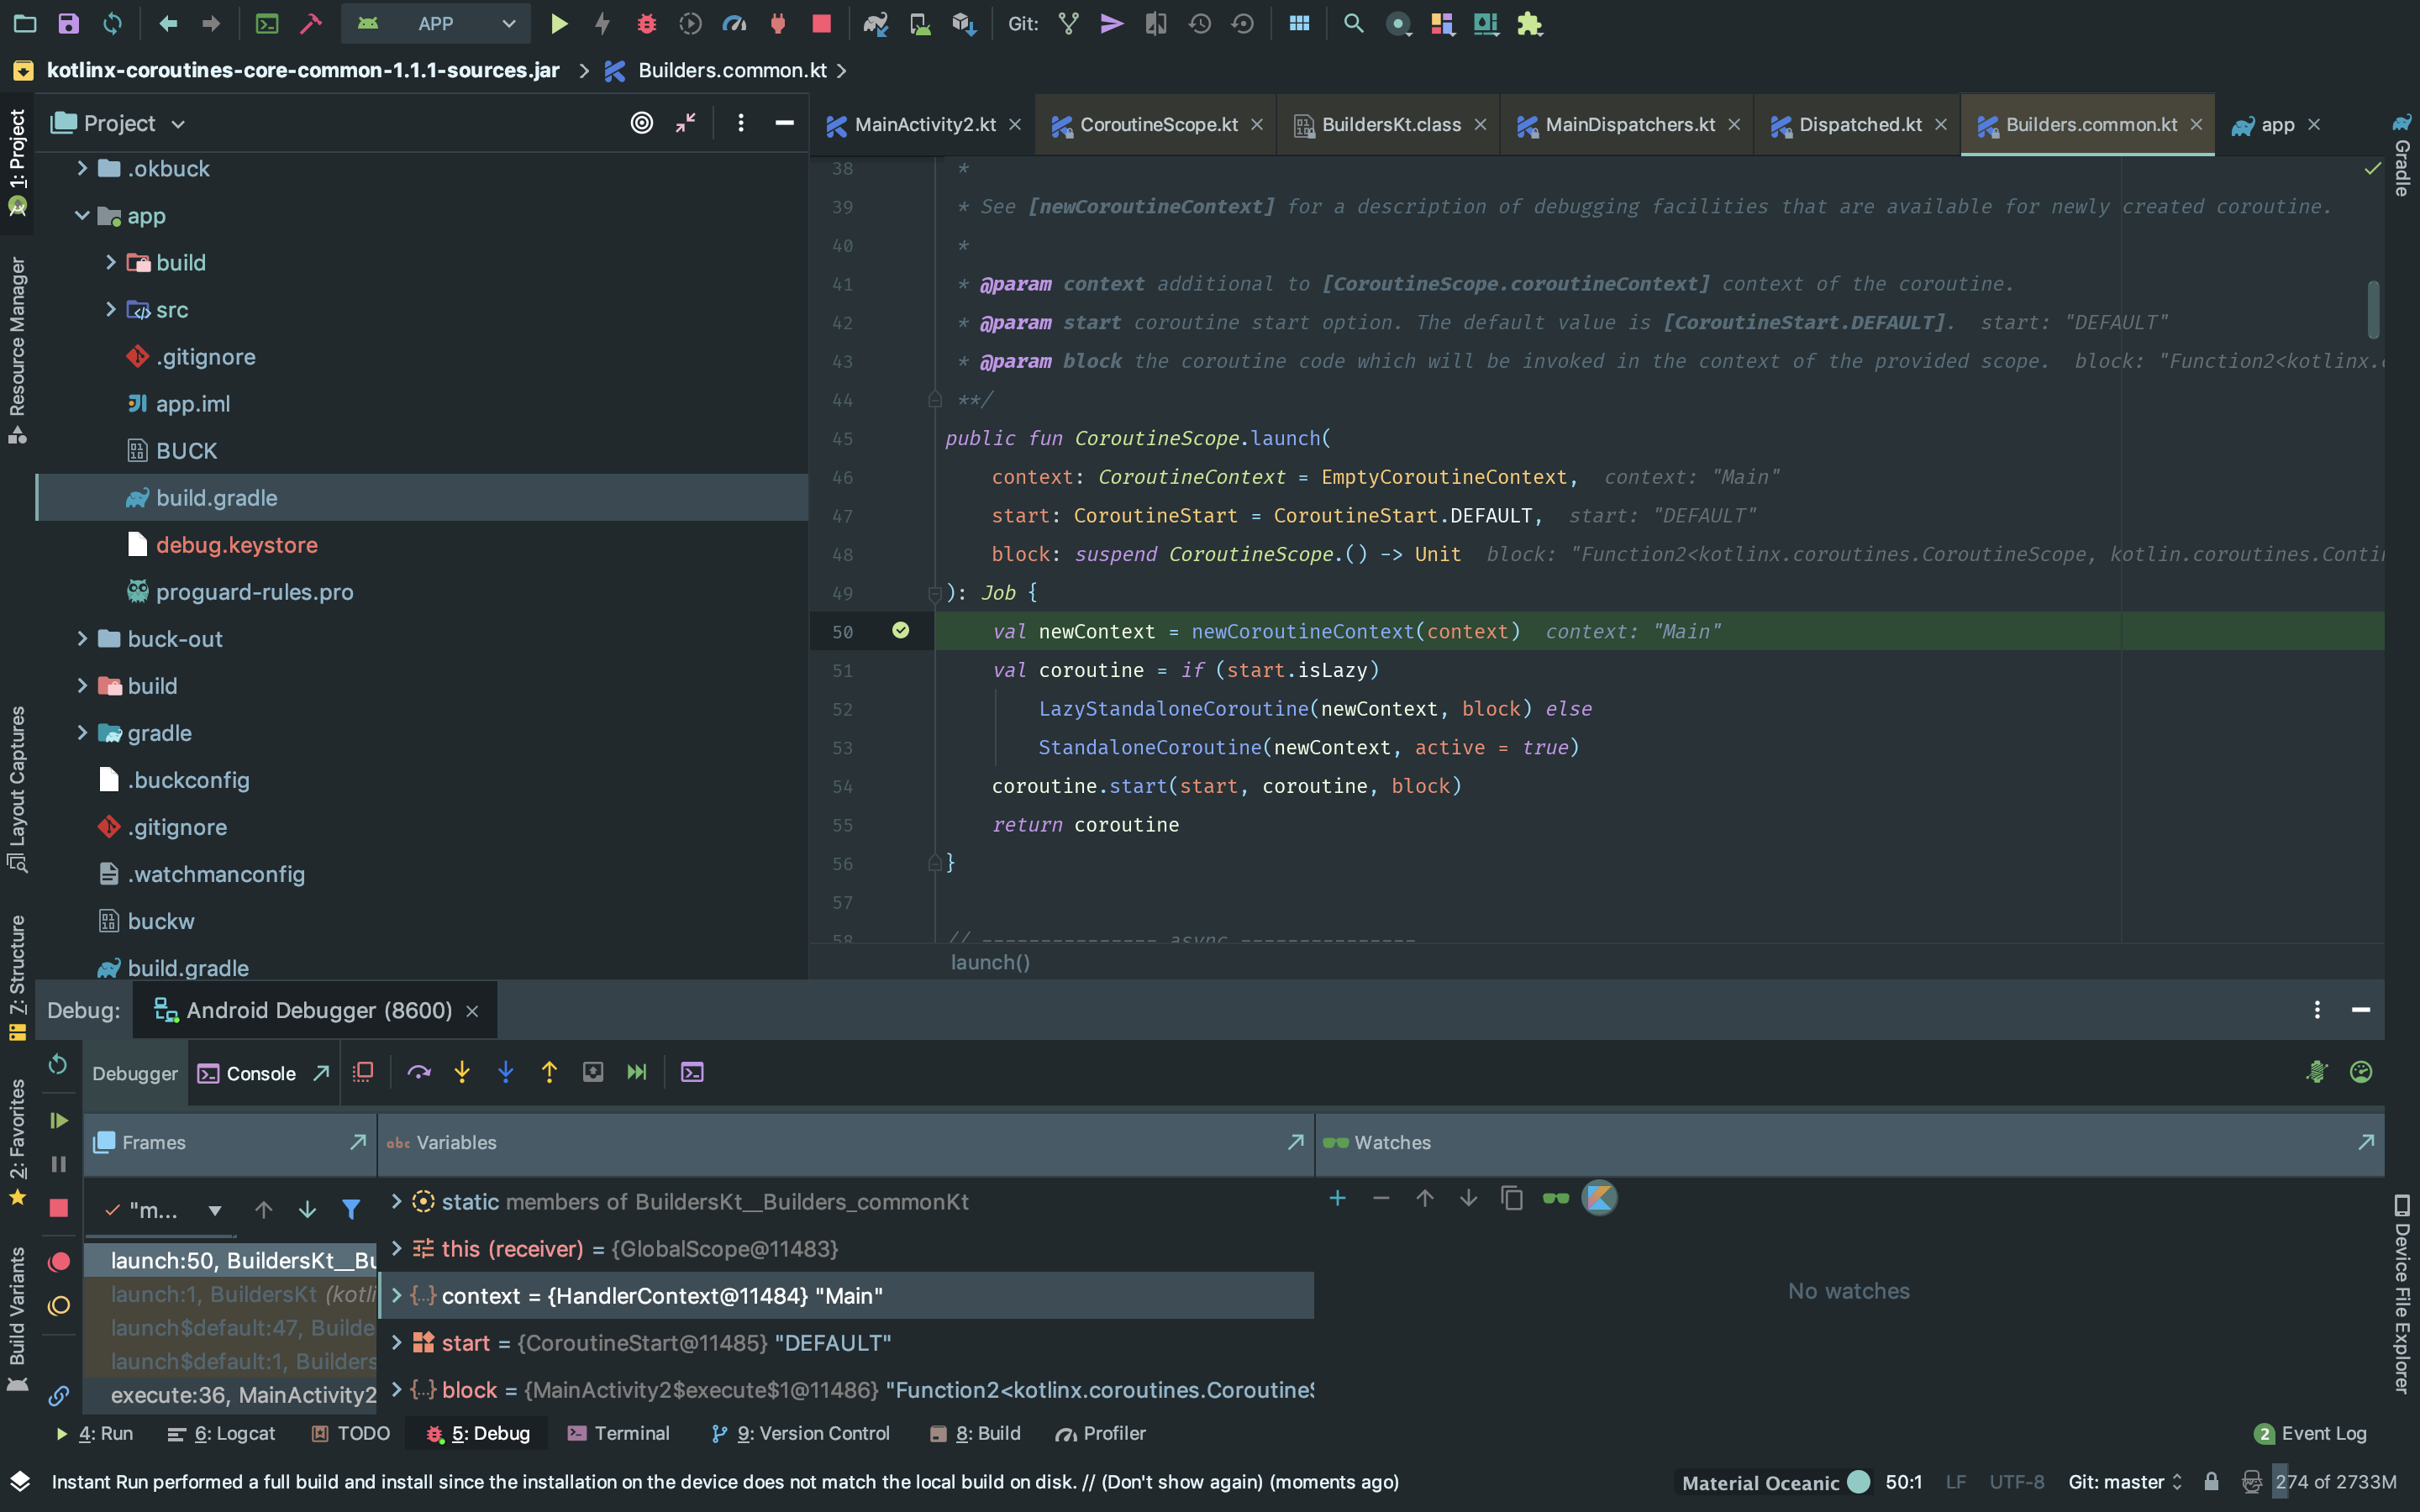 APP
Git:
kotlinx-coroutines-core-common-1.1.1-sources.jar
Builders.common.kt
1: Project
Resource Manager
Layout Captures
Z: Structure
2: Favorites
Build Variants
Project
.okbuck
app
build
src
.gitignore
app.iml
BUCK
build.gradle
debug.keystore
proguard-rules.pro
buck-out
build
gradle
.buckconfig
.gitignore
.watchmanconfig
buckw
build.gradle
MainActivity2.kt
CoroutineScope.kt
BuildersKt.class
MainDispatchers.kt
Dispatched.kt
Builders.common.kt
app
Gradle
38 *
39 * See [newCoroutineContext] for a description of debugging facilities that are available for newly created coroutine.
40 *
41 * @param context additional to [CoroutineScope.coroutineContext] context of the coroutine.
42 * @param start coroutine start option. The default value is [CoroutineStart.DEFAULT]. start: "DEFAULT"
43 * @param block the coroutine code which will be invoked in the context of the provided scope. block: "Function2<kotlinx.c
44 **/
45 public fun CoroutineScope.launch(
46 context: CoroutineContext = EmptyCoroutineContext, context: "Main"
47 start: CoroutineStart = CoroutineStart.DEFAULT, start: "DEFAULT"
48 block: suspend CoroutineScope.() -> Unit block: "Function2<kotlinx.coroutines.CoroutineScope, kotlin.coroutines.Contin
49 ): Job {
50 val newContext = newCoroutineContext(context) context: "Main"
51 val coroutine = if (start.isLazy)
52 LazyStandaloneCoroutine(newContext, block) else
53 StandaloneCoroutine(newContext, active = true)
54 coroutine.start(start, coroutine, block)
55 return coroutine
56 }
57
58 // --------------- async ---------------
launch()
Debug:
Android Debugger (8600)
Debugger
Console
Frames
Variables
Watches
"m...
launch:50, BuildersKt__Bu
launch:1, BuildersKt (kotli
launch$default:47, Builde
launch$default:1, Builders
execute:36, MainActivity2
static members of BuildersKt__Builders_commonKt
this (receiver) = {GlobalScope@11483}
context = {HandlerContext@11484} "Main"
start = {CoroutineStart@11485} "DEFAULT"
block = {MainActivity2$execute$1@11486} "Function2<kotlinx.coroutines.Coroutine
No watches
Device File Explorer
4: Run
6: Logcat
TODO
5: Debug
Terminal
9: Version Control
8: Build
Profiler
2 Event Log
Instant Run performed a full build and install since the installation on the device does not match the local build on disk. // (Don't show again) (moments ago)
Material Oceanic
50:1
LF
UTF-8
Git: master
274 of 2733M